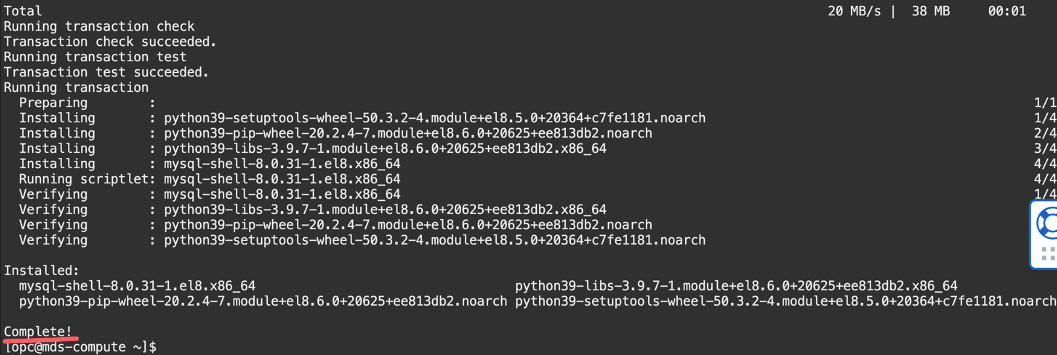 Total 20 MB/s | 38 MB 00:01
Running transaction check
Transaction check succeeded.
Running transaction test
Transaction test succeeded.
Running transaction
Preparing : 1/1
Installing : python39-setuptools-wheel-50.3.2-4.module+el8.5.0+20364+c7fe1181.noarch 1/4
Installing : python39-pip-wheel-20.2.4-7.module+el8.6.0+20625+ee813db2.noarch 2/4
Installing : python39-libs-3.9.7-1.module+el8.6.0+20625+ee813db2.x86_64 3/4
Installing : mysql-shell-8.0.31-1.el8.x86_64 4/4
Running scriptlet: mysql-shell-8.0.31-1.el8.x86_64 4/4
Verifying : mysql-shell-8.0.31-1.el8.x86_64 1/4
Verifying : python39-libs-3.9.7-1.module+el8.6.0+20625+ee813db2.x86_64
Verifying : python39-pip-wheel-20.2.4-7.module+el8.6.0+20625+ee813db2.noarch
Verifying : python39-setuptools-wheel-50.3.2-4.module+el8.5.0+20364+c7fe1181.noarch
Installed:
mysql-shell-8.0.31-1.el8.x86_64 python39-libs-3.9.7-1.module+el8.6.0+20625+ee813db2.x86_64
python39-pip-wheel-20.2.4-7.module+el8.6.0+20625+ee813db2.noarch python39-setuptools-wheel-50.3.2-4.module+el8.5.0+20364+c7fe1181.noarch
Complete!
[opc@mds-compute ~]$